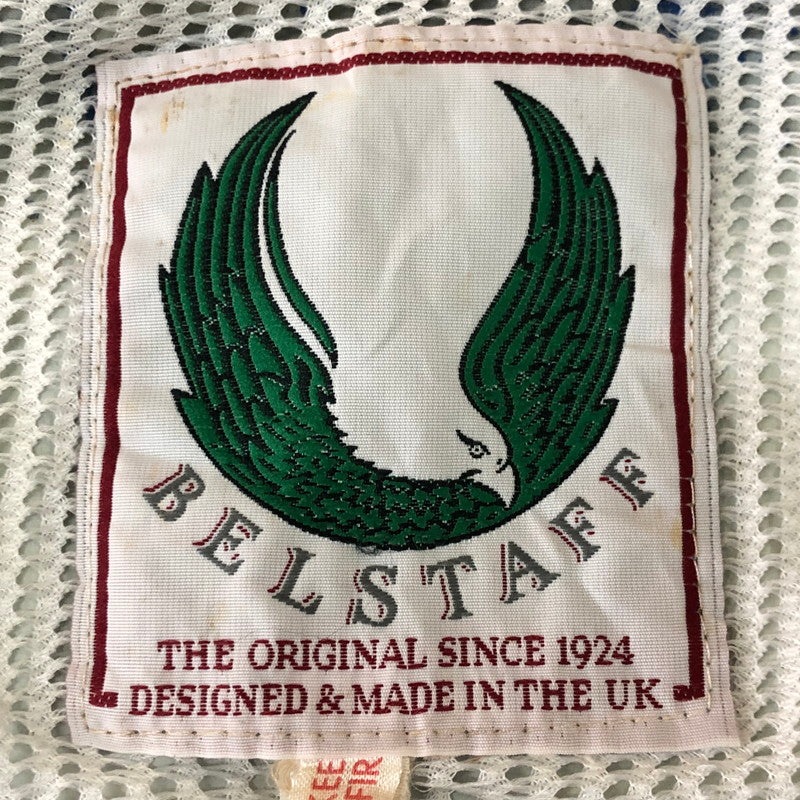 BELSTAFF
THE ORIGINAL SINCE 1924
DESIGNED & MADE IN THE UK